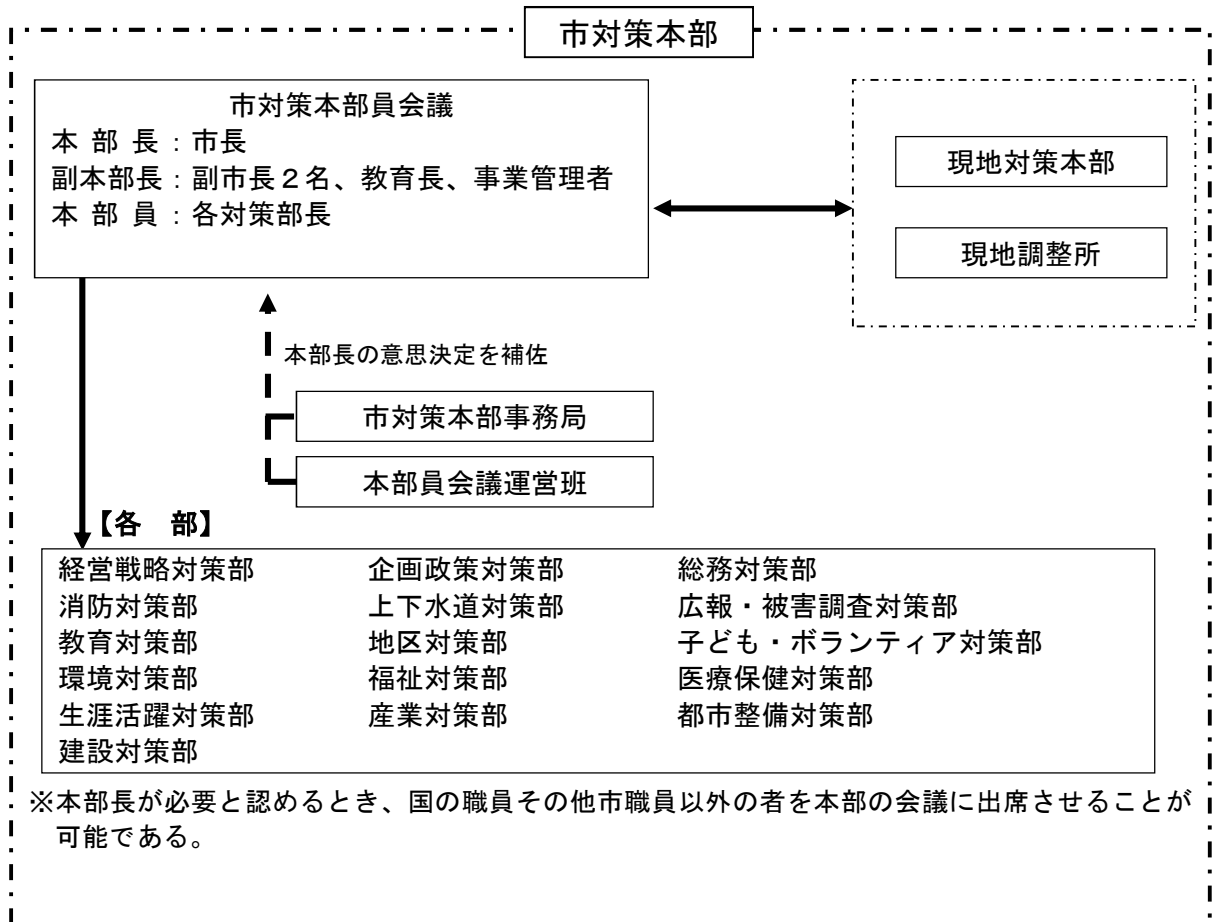 市対策本部
市対策本部員会議
本 部 長：市長
副本部長：副市長２名、教育長、事業管理者
本 部 員：各対策部長
現地対策本部
現地調整所
本部長の意思決定を補佐
市対策本部事務局
本部員会議運営班
【各　部】
経営戦略対策部　企画政策対策部　総務対策部
消防対策部　上下水道対策部　広報・被害調査対策部
教育対策部　地区対策部　子ども・ボランティア対策部
環境対策部　福祉対策部　医療保健対策部
生涯活躍対策部　産業対策部　都市整備対策部
建設対策部
※本部長が必要と認めるとき、国の職員その他市職員以外の者を本部の会議に出席させることが
可能である。